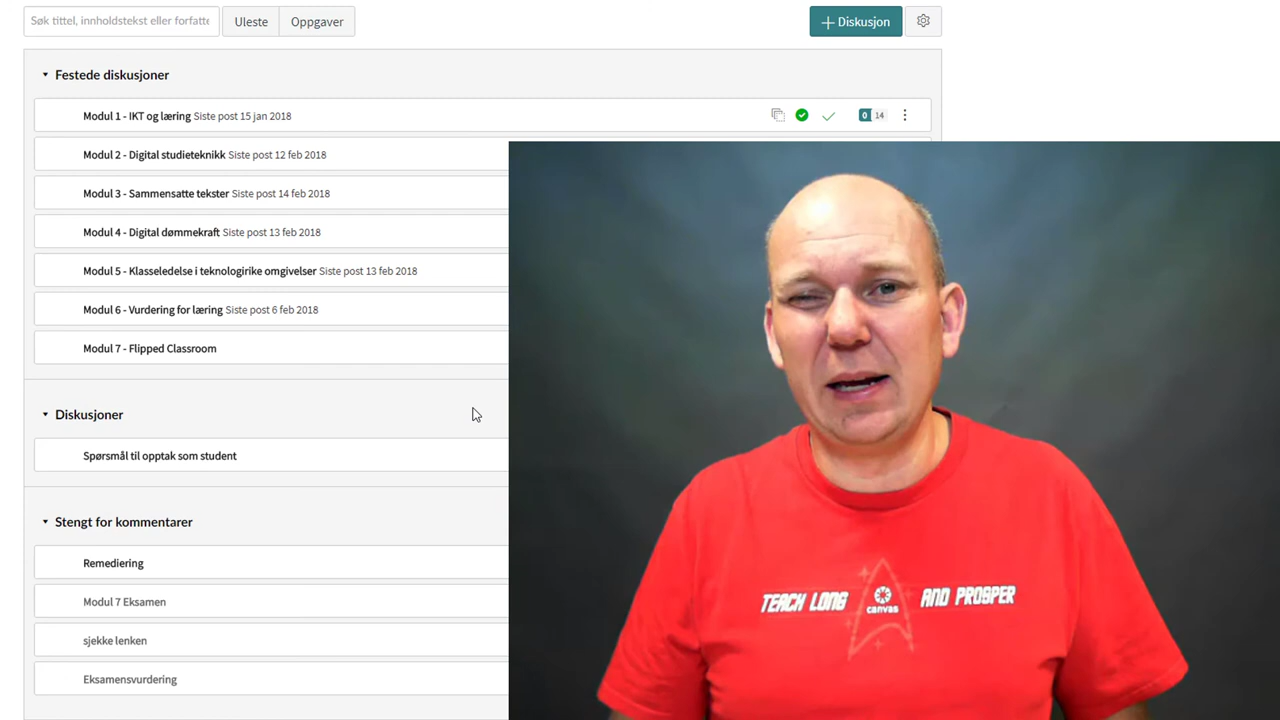 Søk tittel, innholdstekst eller forfatte
Uleste
Oppgaver
+ Diskusjon
Festede diskusjoner
Modul 1 - IKT og læring Siste post 15 jan 2018
0 14
Modul 2 - Digital studieteknikk Siste post 12 feb 2018
Modul 3 - Sammensatte tekster Siste post 14 feb 2018
Modul 4 - Digital dømmekraft Siste post 13 feb 2018
Modul 5 - Klasseledelse i teknologirike omgivelser Siste post 13 feb 2018
Modul 6 - Vurdering for læring Siste post 6 feb 2018
Modul 7 - Flipped Classroom
Diskusjoner
Spørsmål til opptak som student
Stengt for kommentarer
Remediering
Modul 7 Eksamen
sjekke lenken
Eksamensvurdering
TEACH LONG AND PROSPER
canvas